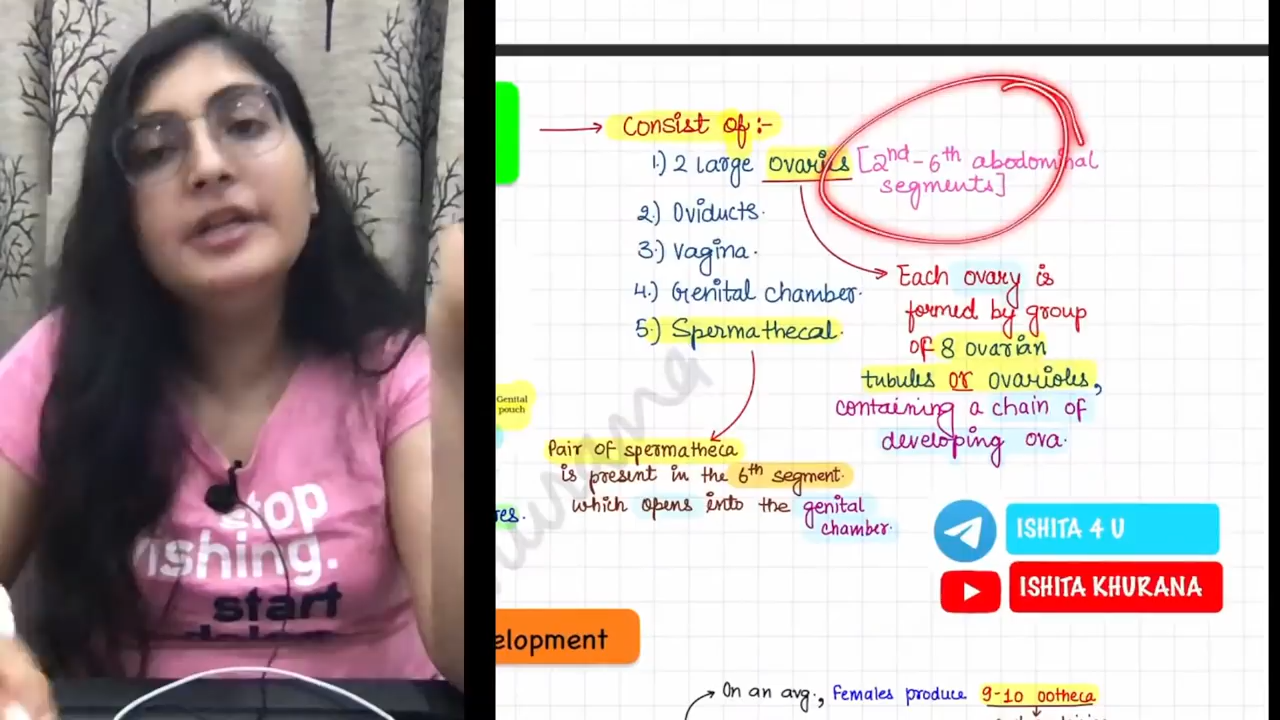 Consist of :-
1.) 2 large ovaries [2nd - 6th abodominal
segments]
2.) Oviducts.
3.) Vagina.
4.) Genital chamber.
5.) Spermathecal.
Each ovary is
formed by group
of 8 ovarian
tubules or ovarioles,
containing a chain of
developing ova.
Genital
pouch
Pair of spermatheca
is present in the 6th segment.
which opens into the genital
chamber.
Khurana
ISHITA 4 U
ISHITA KHURANA
stop
wishing.
start
elopment
On an avg., females produce 9-10 ootheca